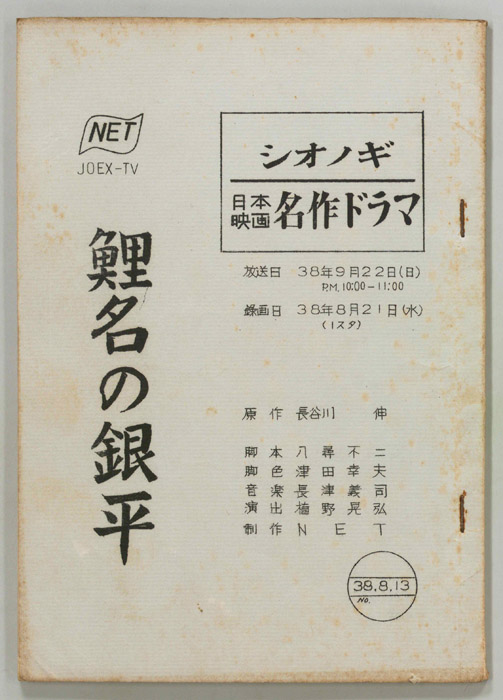 NET
JOEX-TV
シオノギ
日本映画 名作ドラマ
鯉名の銀平
放送日 38年9月22日(日)
P.M. 10:00-11:00
録画日 38年8月21日(水)
(1スタ)
原作 長谷川 伸
脚本 八尋不二
脚色 津田幸夫
音楽 長津義司
演出 楠野晃弘
制作 NET
38.8.13
NO.